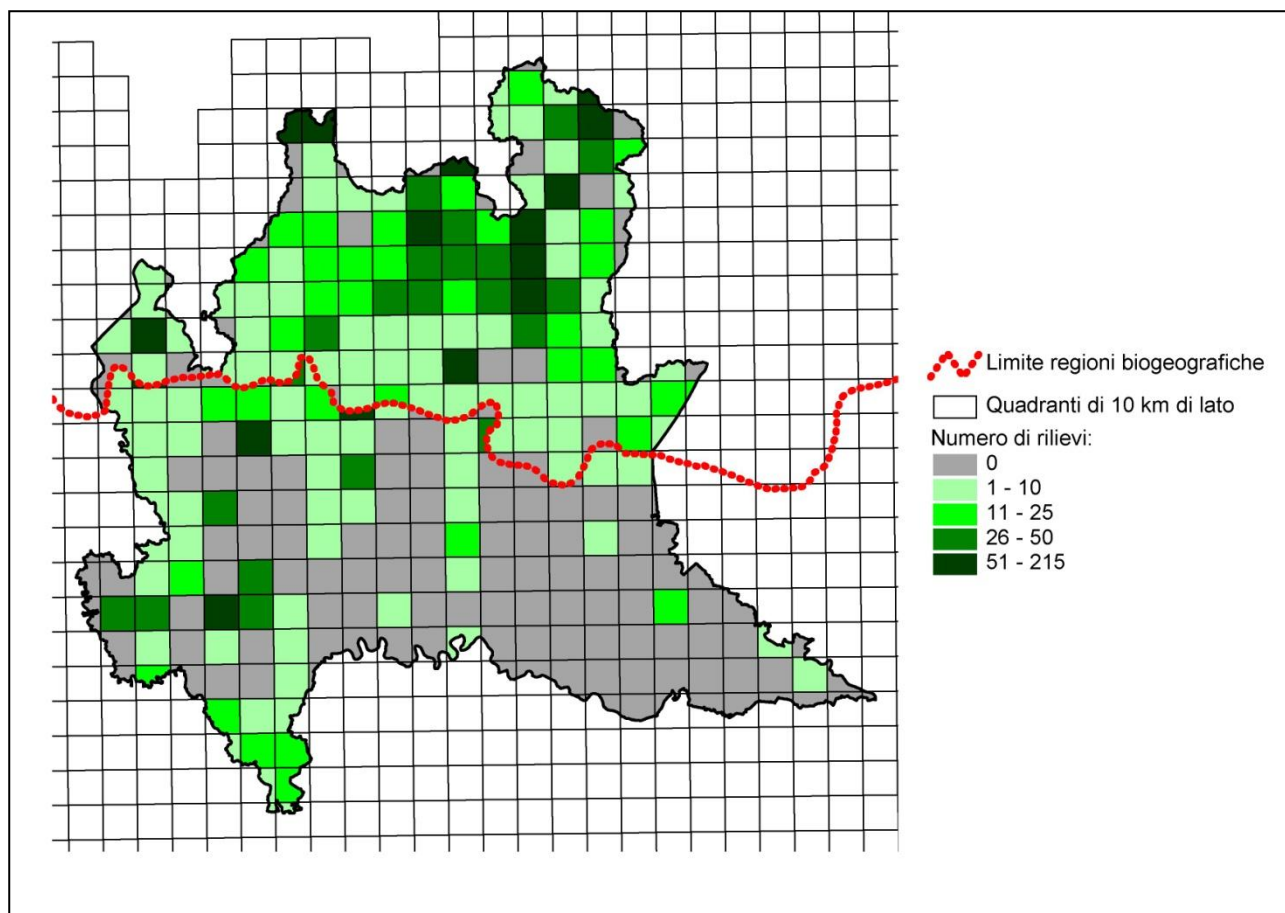 Limite regioni biogeografiche
Quadranti di 10 km di lato
Numero di rilievi:
0
1 - 10
11 - 25
26 - 50
51 - 215